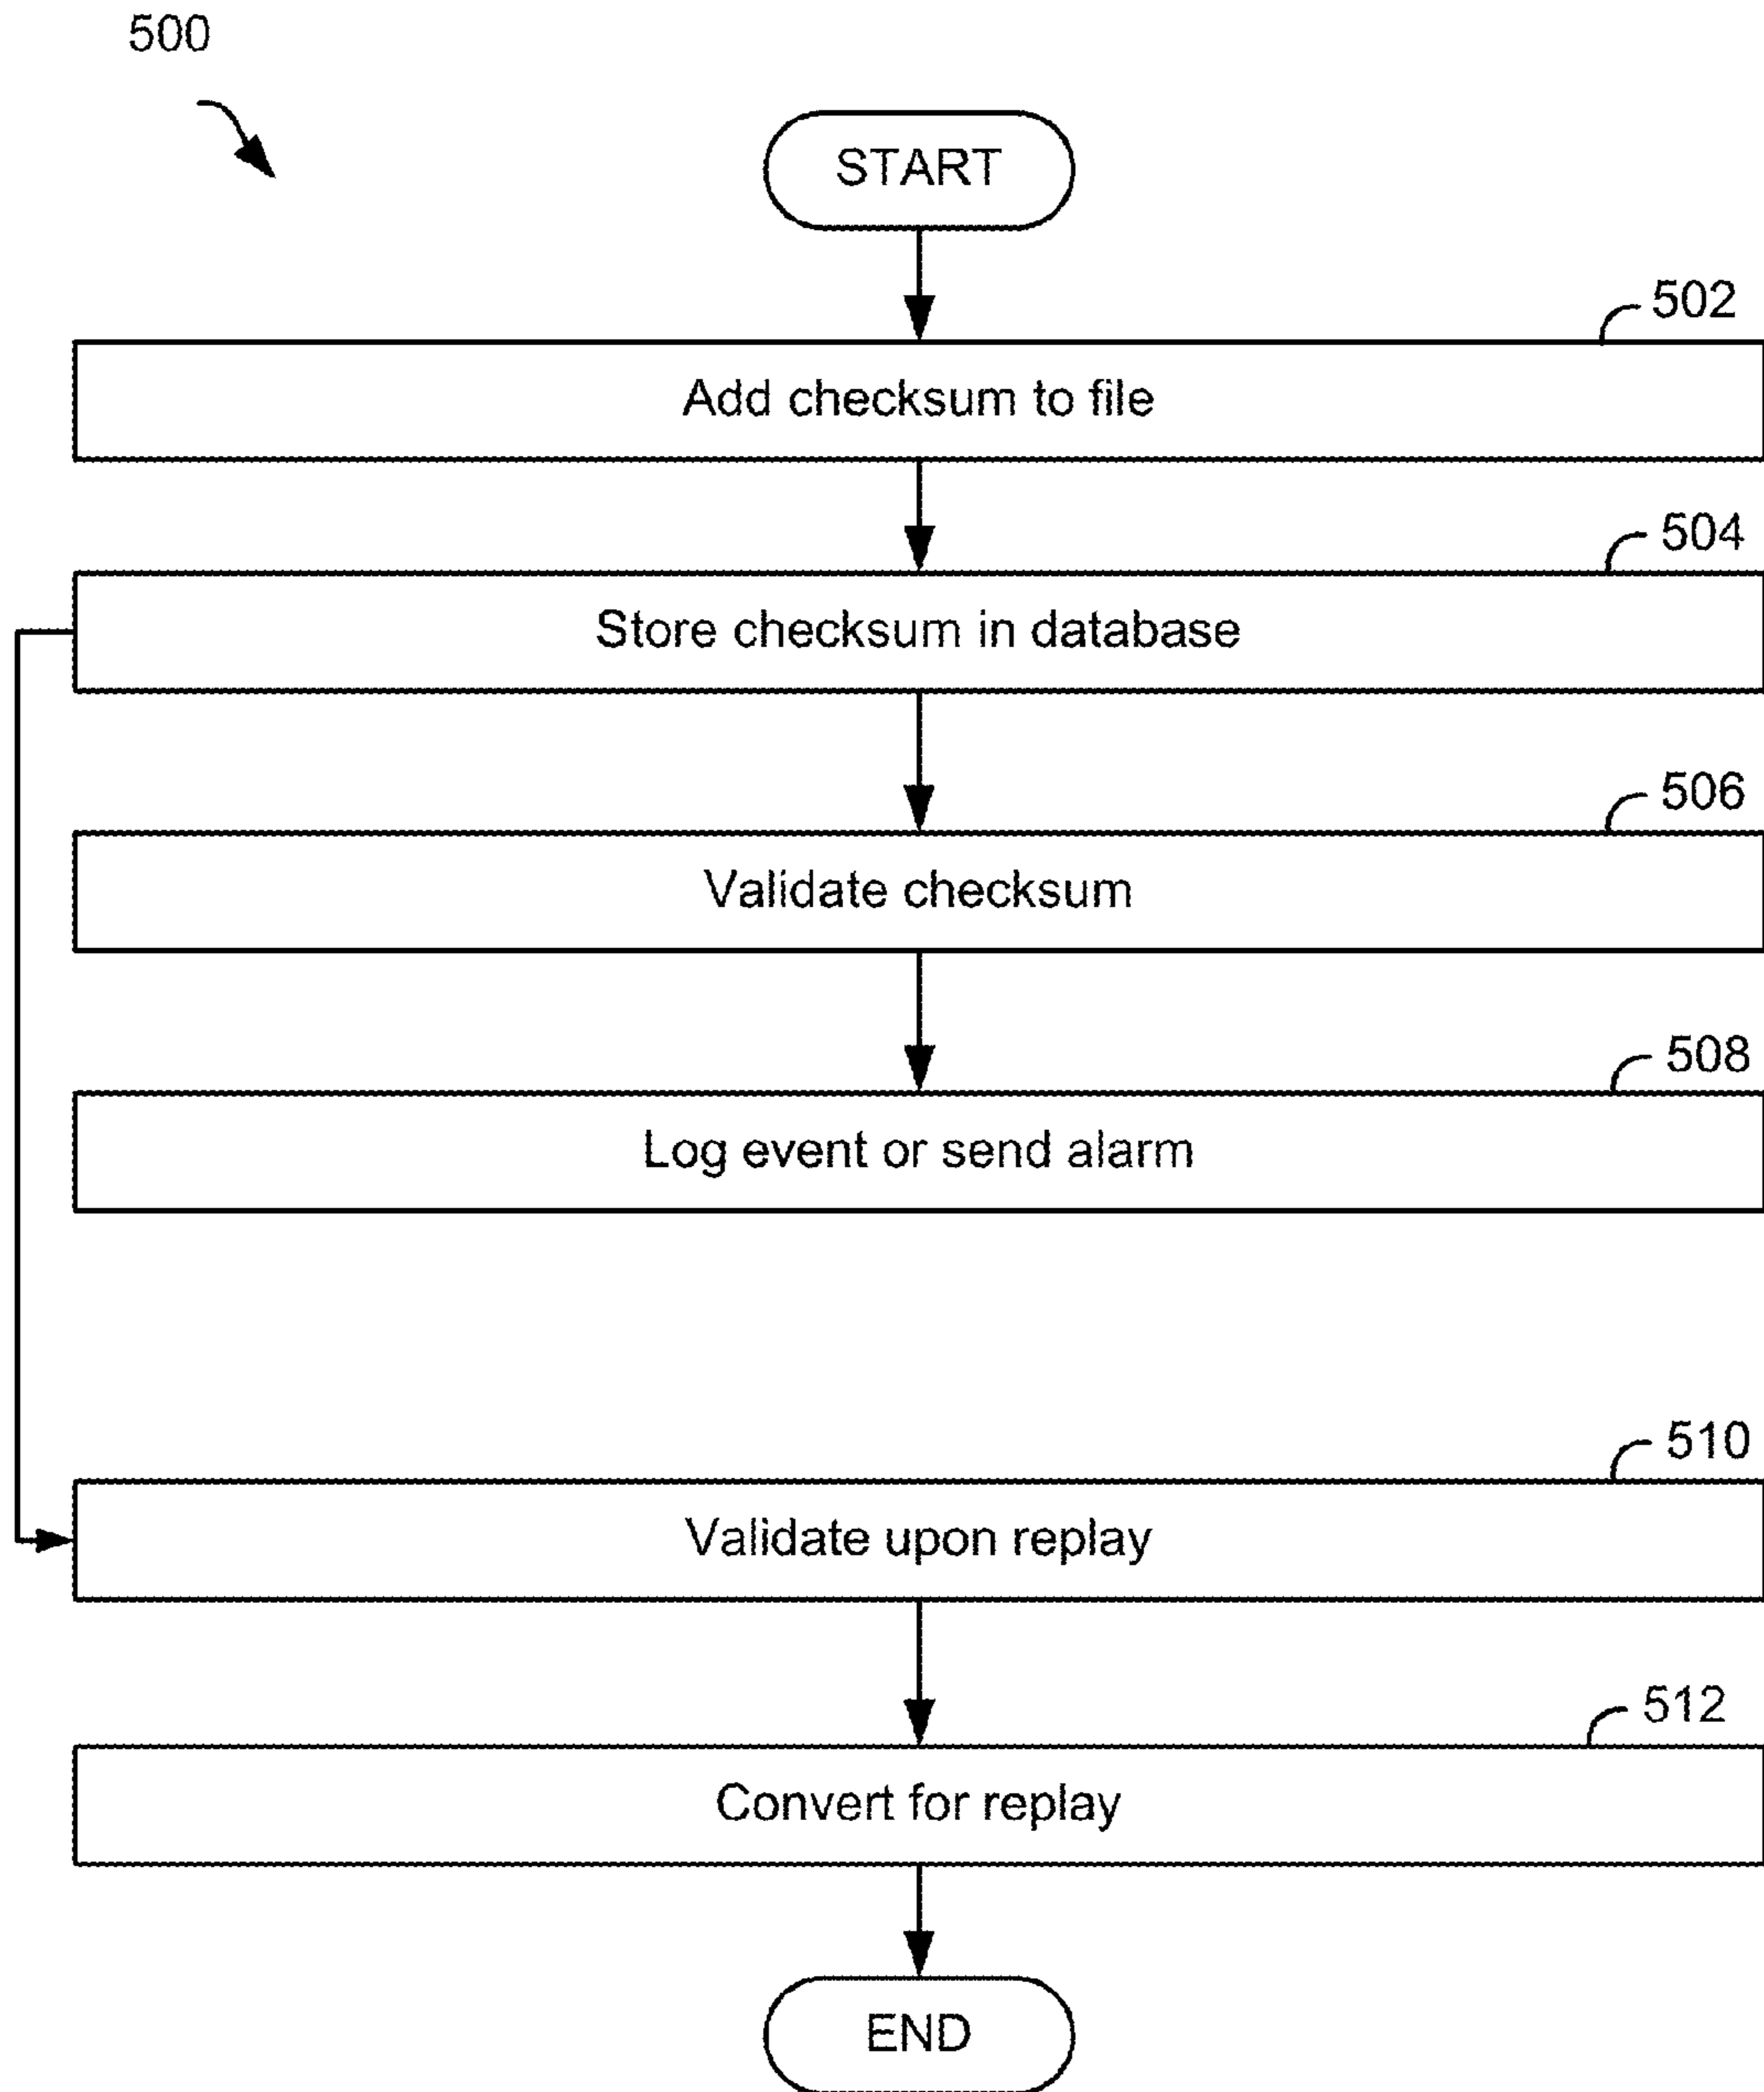 500
START
502
Add checksum to file
504
Store checksum in database
506
Validate checksum
508
Log event or send alarm
510
Validate upon replay
512
Convert for replay
END